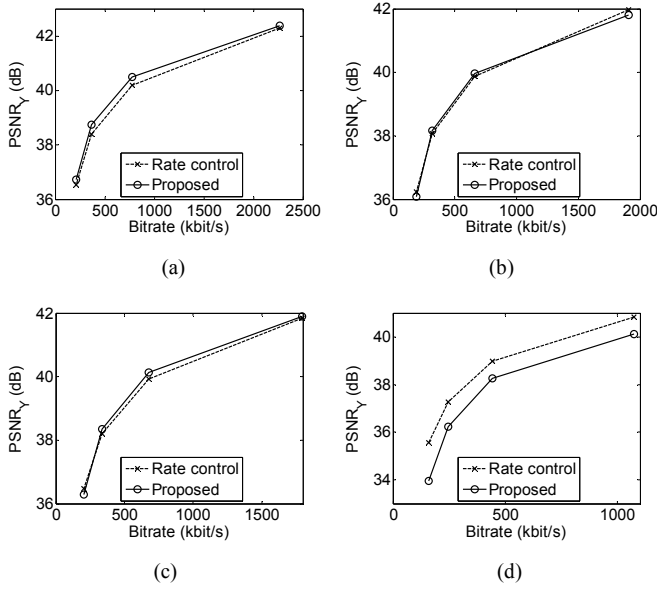 42
40
38
36
PSNR_Y (dB)
Rate control
Proposed
0 500 1000 1500 2000 2500
Bitrate (kbit/s)
(a)
42
40
38
36
PSNR_Y (dB)
Rate control
Proposed
0 500 1000 1500 2000
Bitrate (kbit/s)
(b)
42
40
38
36
PSNR_Y (dB)
Rate control
Proposed
0 500 1000 1500
Bitrate (kbit/s)
(c)
40
38
36
34
PSNR_Y (dB)
Rate control
Proposed
0 500 1000
Bitrate (kbit/s)
(d)